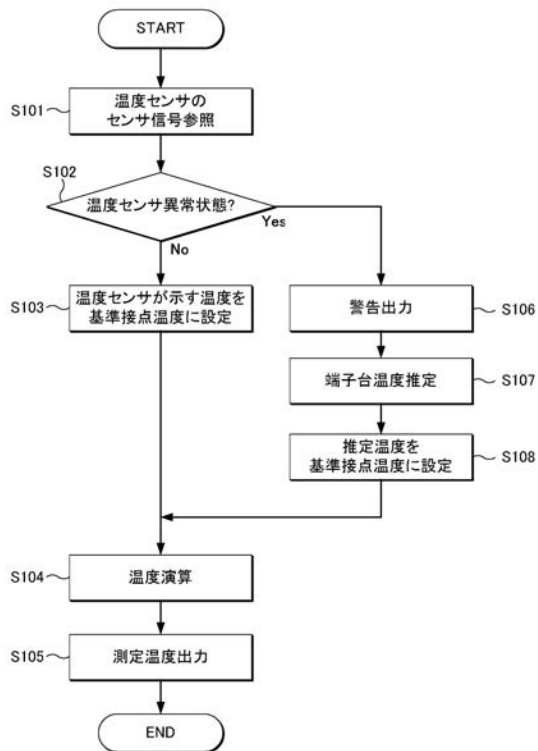 START
S101
温度センサの
センサ信号参照
S102
温度センサ異常状態?
Yes
No
S103
温度センサが示す温度を
基準接点温度に設定
警告出力
S106
端子台温度推定
S107
推定温度を
基準接点温度に設定
S108
S104
温度演算
S105
測定温度出力
END